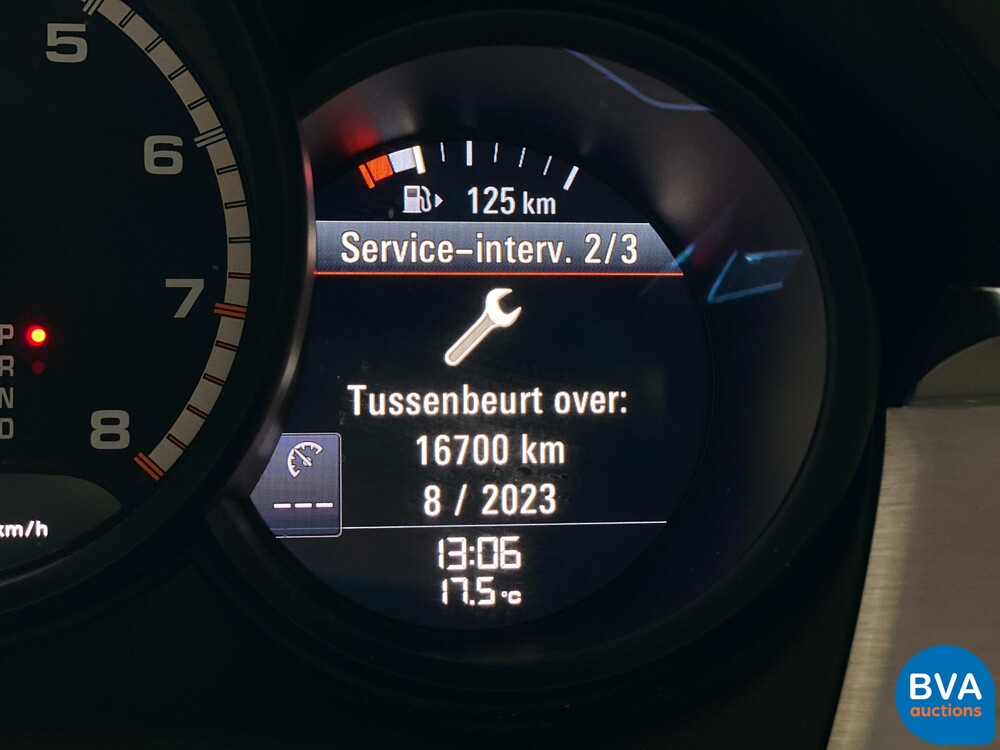 5
6
7
8
P
R
N
D
km/h
125 km
Service-interv. 2/3
Tussenbeurt over:
16700 km
8 / 2023
---
13:06
17.5 °C
BVA
auctions